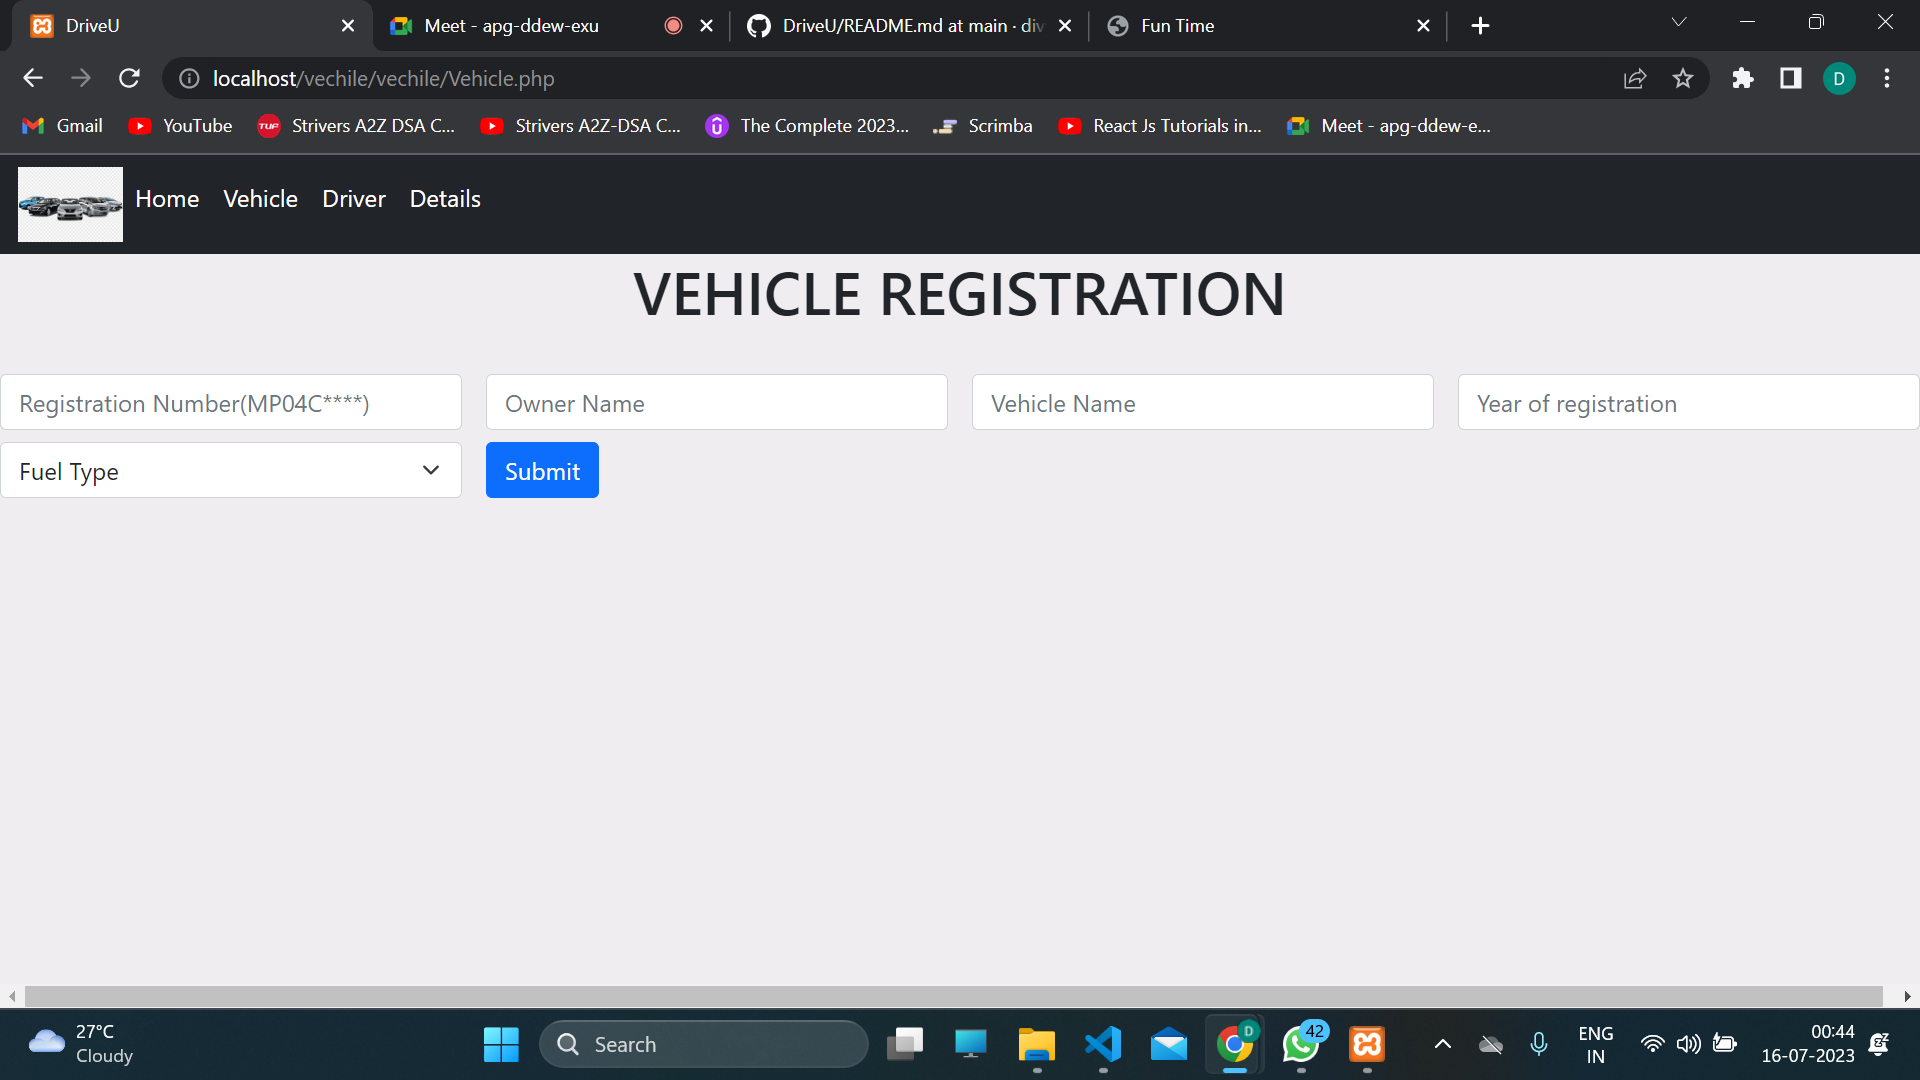 DriveU
Meet - apg-ddew-exu
DriveU/README.md at main · div
Fun Time
localhost/vechile/vechile/Vehicle.php
D
Gmail
YouTube
TUF
Strivers A2Z DSA C...
Strivers A2Z-DSA C...
The Complete 2023...
Scrimba
React Js Tutorials in...
Meet - apg-ddew-e...
Home
Vehicle
Driver
Details
VEHICLE REGISTRATION
Registration Number(MP04C****)
Owner Name
Vehicle Name
Year of registration
Fuel Type
Submit
27°C
Cloudy
Search
D
42
ENG
IN
00:44
16-07-2023